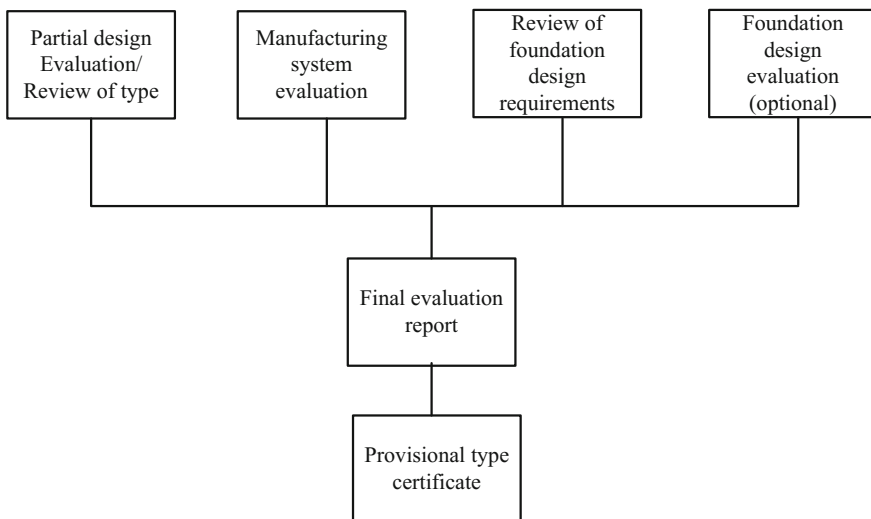 Partial design
Evaluation/
Review of type
Manufacturing
system
evaluation
Review of
foundation
design
requirements
Foundation
design
evaluation
(optional)
Final evaluation
report
Provisional type
certificate